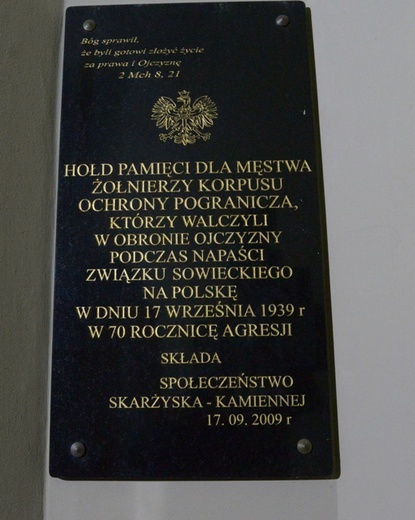 Bóg sprawił,
że byli gotowi złożyć życie
za prawa i Ojczyznę
2 Mch 8, 21
HOŁD PAMIĘCI DLA MĘSTWA
ŻOŁNIERZY KORPUSU
OCHRONY POGRANICZA,
KTÓRZY WALCZYLI
W OBRONIE OJCZYZNY
PODCZAS NAPAŚCI
ZWIĄZKU SOWIECKIEGO
NA POLSKĘ
W DNIU 17 WRZEŚNIA 1939 r
W 70 ROCZNICĘ AGRESJI
SKŁADA
SPOŁECZEŃSTWO
SKARŻYSKA - KAMIENNEJ
17. 09. 2009 r